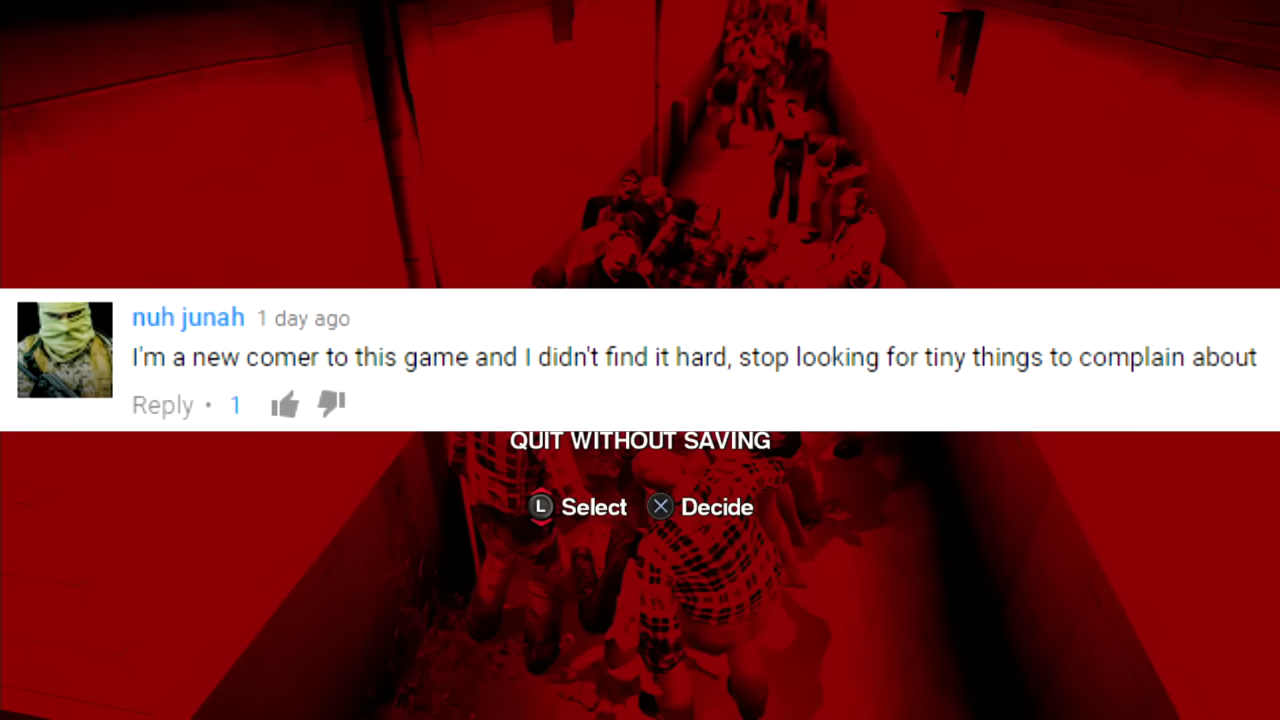 nuh junah 1 day ago
I'm a new comer to this game and I didn't find it hard, stop looking for tiny things to complain about
Reply • 1
QUIT WITHOUT SAVING
L Select X Decide